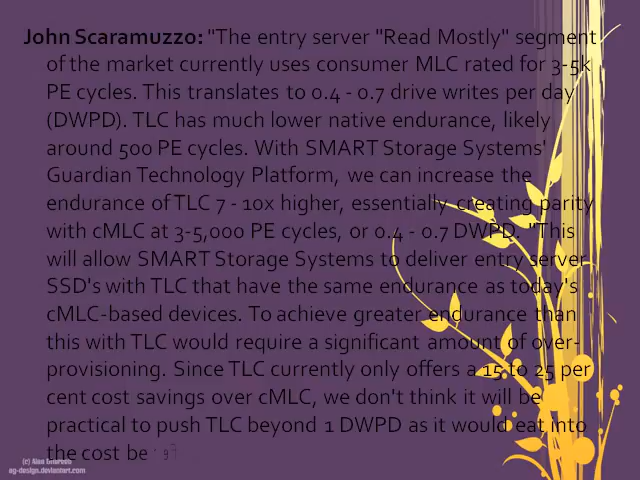 John Scaramuzzo: "The entry server "Read Mostly" segment
of the market currently uses consumer MLC rated for 3-5k
PE cycles. This translates to 0.4 - 0.7 drive writes per day
(DWPD). TLC has much lower native endurance, likely
around 500 PE cycles. With SMART Storage Systems'
Guardian Technology Platform, we can increase the
endurance of TLC 7 - 10x higher, essentially creating parity
with cMLC at 3-5,000 PE cycles, or 0.4 - 0.7 DWPD. "This
will allow SMART Storage Systems to deliver entry server
SSD's with TLC that have the same endurance as today's
cMLC-based devices. To achieve greater endurance than
this with TLC would require a significant amount of over-
provisioning. Since TLC currently only offers a 15 to 25 per
cent cost savings over cMLC, we don't think it will be
practical to push TLC beyond 1 DWPD as it would eat into
the cost be
ag-design.deviantart.com